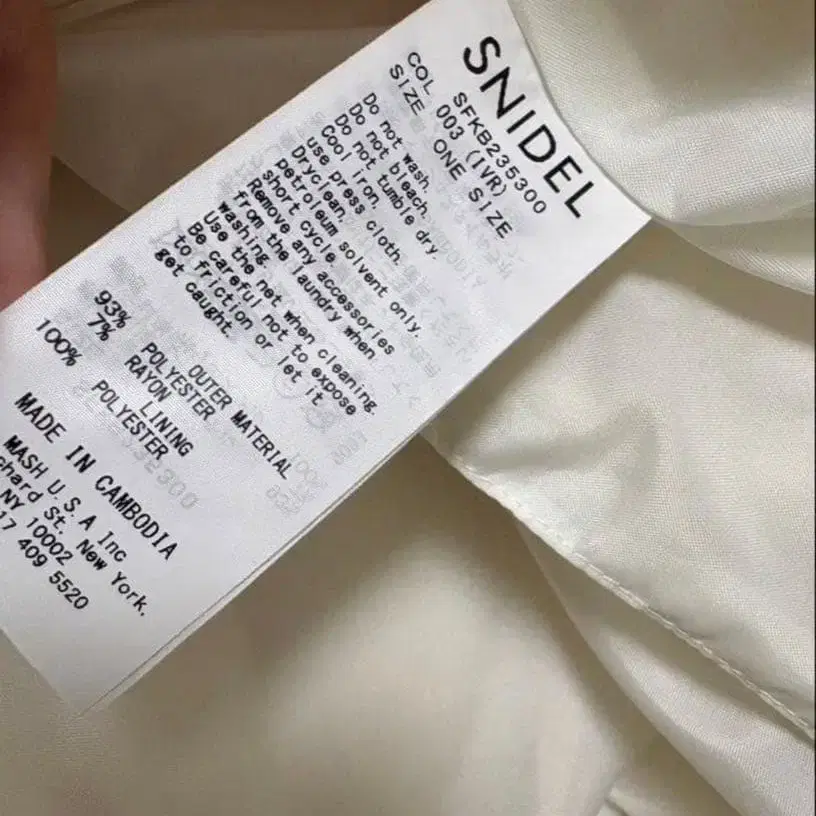 SNIDEL
SFKB235300
COL 003 (IVR)
SIZE ONE SIZE
Do not wash.
Do not bleach.
Do not tumble dry.
Cool iron.
use press cloth.
Dryclean,
petroleum solvent only.
short cycle.
Remove any accessories
from the laundry when
washing.
Use the net when cleaning.
Be careful not to expose
to friction or let it
get caught.
OUTER MATERIAL
93% POLYESTER
7% RAYON
LINING
100% POLYESTER
MADE IN CAMBODIA
MASH U.S.A Inc
chard St. New York,
NY 10002
17 409 5520